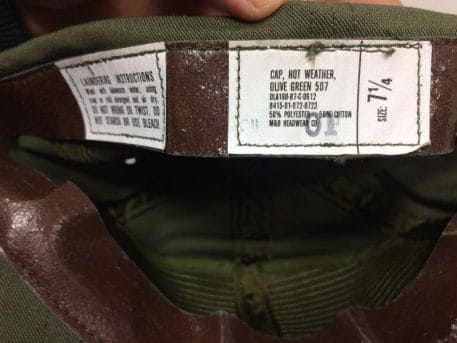 LAUNDERING INSTRUCTIONS
Wash with lukewarm water, using
soap or mild detergent and air dry.
DO NOT WRING OR TWIST, DO
NOT STARCH OR USE BLEACH.
CAP, HOT WEATHER,
OLIVE GREEN 507
DLA100-87-C-0612
8415-01-072-8723
50% POLYESTER 50% COTTON
M&B HEADWEAR CO
01
SIZE: 7 1/4